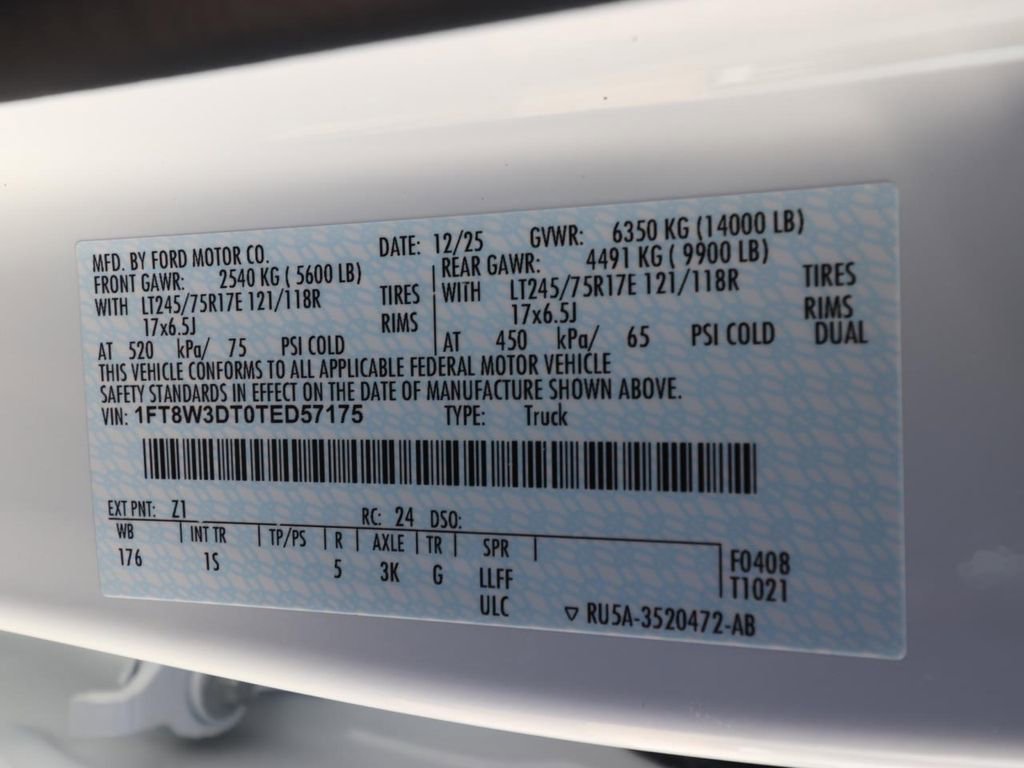 MFD. BY FORD MOTOR CO. DATE: 12/25 GVWR: 6350 KG (14000 LB)
FRONT GAWR: 2540 KG ( 5600 LB) REAR GAWR: 4491 KG ( 9900 LB)
WITH LT245/75R17E 121/118R TIRES WITH LT245/75R17E 121/118R TIRES
17x6.5J RIMS 17x6.5J RIMS
AT 520 kPa/ 75 PSI COLD AT 450 kPa/ 65 PSI COLD DUAL
THIS VEHICLE CONFORMS TO ALL APPLICABLE FEDERAL MOTOR VEHICLE
SAFETY STANDARDS IN EFFECT ON THE DATE OF MANUFACTURE SHOWN ABOVE.
VIN: 1FT8W3DT0TED57175 TYPE: Truck
EXT PNT: Z1 RC: 24 DSO:
WB INT TR TP/PS R AXLE TR SPR
176 1S 5 3K G LLFF F0408
ULC T1021
▽ RU5A-3520472-AB